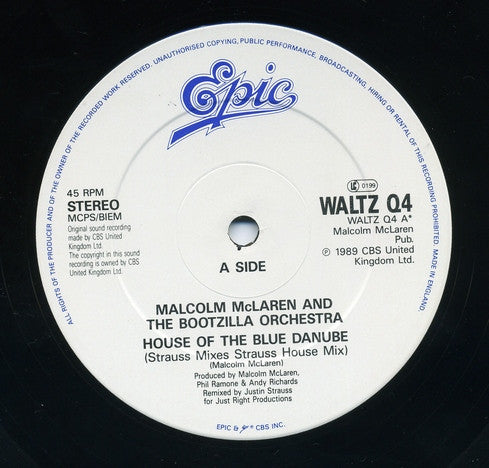 ALL RIGHTS OF THE PRODUCER AND OF THE OWNER OF THE RECORDED WORK RESERVED. UNAUTHORISED COPYING, PUBLIC PERFORMANCE, BROADCASTING, HIRING OR RENTAL OF THIS RECORDING PROHIBITED. MADE IN ENGLAND.
Epic
45 RPM
STEREO
MCPS/BIEM
Original sound recording
made by CBS United
Kingdom Ltd.
The copyright in this sound
recording is owned by CBS
United Kingdom Ltd.
LC 0199
WALTZ Q4
WALTZ Q4 A*
Malcolm McLaren
Pub.
℗ 1989 CBS United
Kingdom Ltd.
A SIDE
MALCOLM McLAREN AND
THE BOOTZILLA ORCHESTRA
HOUSE OF THE BLUE DANUBE
(Strauss Mixes Strauss House Mix)
(Malcolm McLaren)
Produced by Malcolm McLaren,
Phil Ramone & Andy Richards
Remixed by Justin Strauss
for Just Right Productions
EPIC & ® CBS INC.